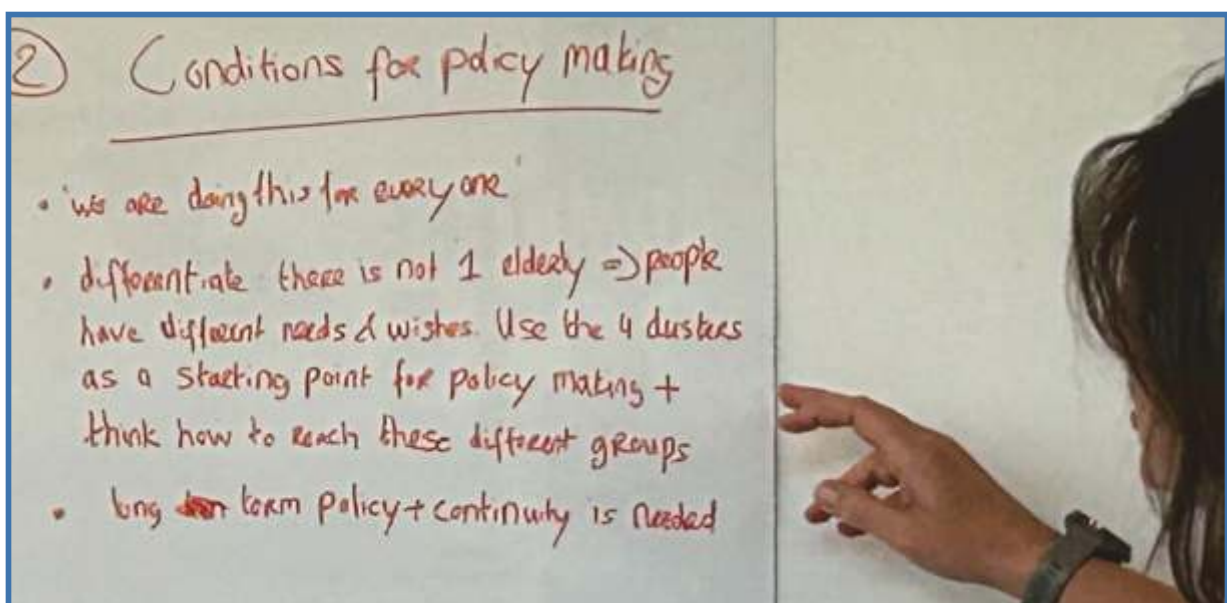 ② Conditions for policy making
• 'we are doing this for everyone'
• differentiate there is not 1 elderly => people
have different needs & wishes. Use the 4 clusters
as a starting point for policy making +
think how to reach these different groups
• long term policy + continuity is needed